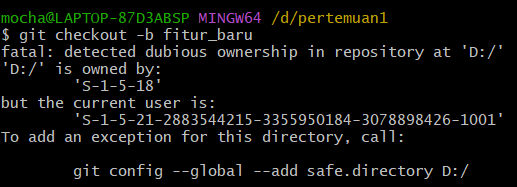 mocha@LAPTOP-87D3ABSP MINGW64 /d/pertemuan1
$ git checkout -b fitur_baru
fatal: detected dubious ownership in repository at 'D:/'
'D:/' is owned by:
        'S-1-5-18'
but the current user is:
        'S-1-5-21-2883544215-3355950184-3078898426-1001'
To add an exception for this directory, call:
        git config --global --add safe.directory D:/